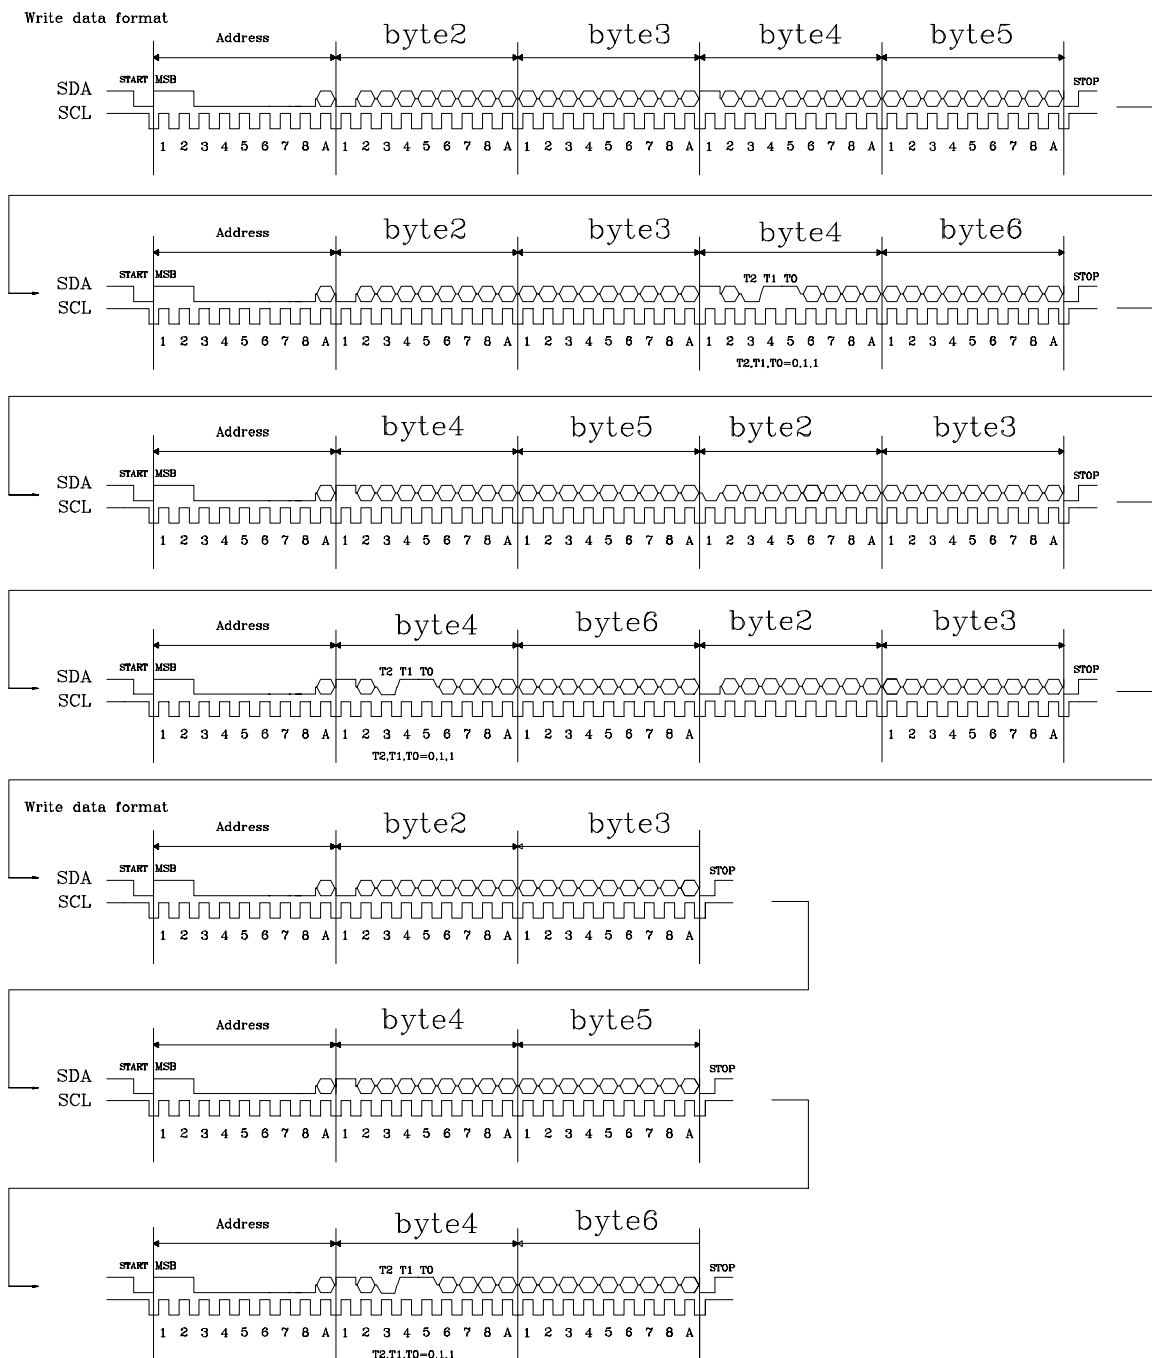 Write data format
Address byte2 byte3 byte4 byte5
START MSB STOP
SDA
SCL
1 2 3 4 5 6 7 8 A 1 2 3 4 5 6 7 8 A 1 2 3 4 5 6 7 8 A 1 2 3 4 5 6 7 8 A 1 2 3 4 5 6 7 8 A
Address byte2 byte3 byte4 byte6
START MSB T2 T1 T0 STOP
SDA
SCL
1 2 3 4 5 6 7 8 A 1 2 3 4 5 6 7 8 A 1 2 3 4 5 6 7 8 A 1 2 3 4 5 6 7 8 A 1 2 3 4 5 6 7 8 A
T2,T1,T0=0,1,1
Address byte4 byte5 byte2 byte3
START MSB STOP
SDA
SCL
1 2 3 4 5 6 7 8 A 1 2 3 4 5 6 7 8 A 1 2 3 4 5 6 7 8 A 1 2 3 4 5 6 7 8 A 1 2 3 4 5 6 7 8 A
Address byte4 byte6 byte2 byte3
START MSB T2 T1 T0 STOP
SDA
SCL
1 2 3 4 5 6 7 8 A 1 2 3 4 5 6 7 8 A 1 2 3 4 5 6 7 8 A 1 2 3 4 5 6 7 8 A
T2,T1,T0=0,1,1
Write data format
Address byte2 byte3
START MSB STOP
SDA
SCL
1 2 3 4 5 6 7 8 A 1 2 3 4 5 6 7 8 A 1 2 3 4 5 6 7 8 A
Address byte4 byte5
START MSB STOP
SDA
SCL
1 2 3 4 5 6 7 8 A 1 2 3 4 5 6 7 8 A 1 2 3 4 5 6 7 8 A
Address byte4 byte6
START MSB T2 T1 T0 STOP
1 2 3 4 5 6 7 8 A 1 2 3 4 5 6 7 8 A 1 2 3 4 5 6 7 8 A
T2,T1,T0=0,1,1